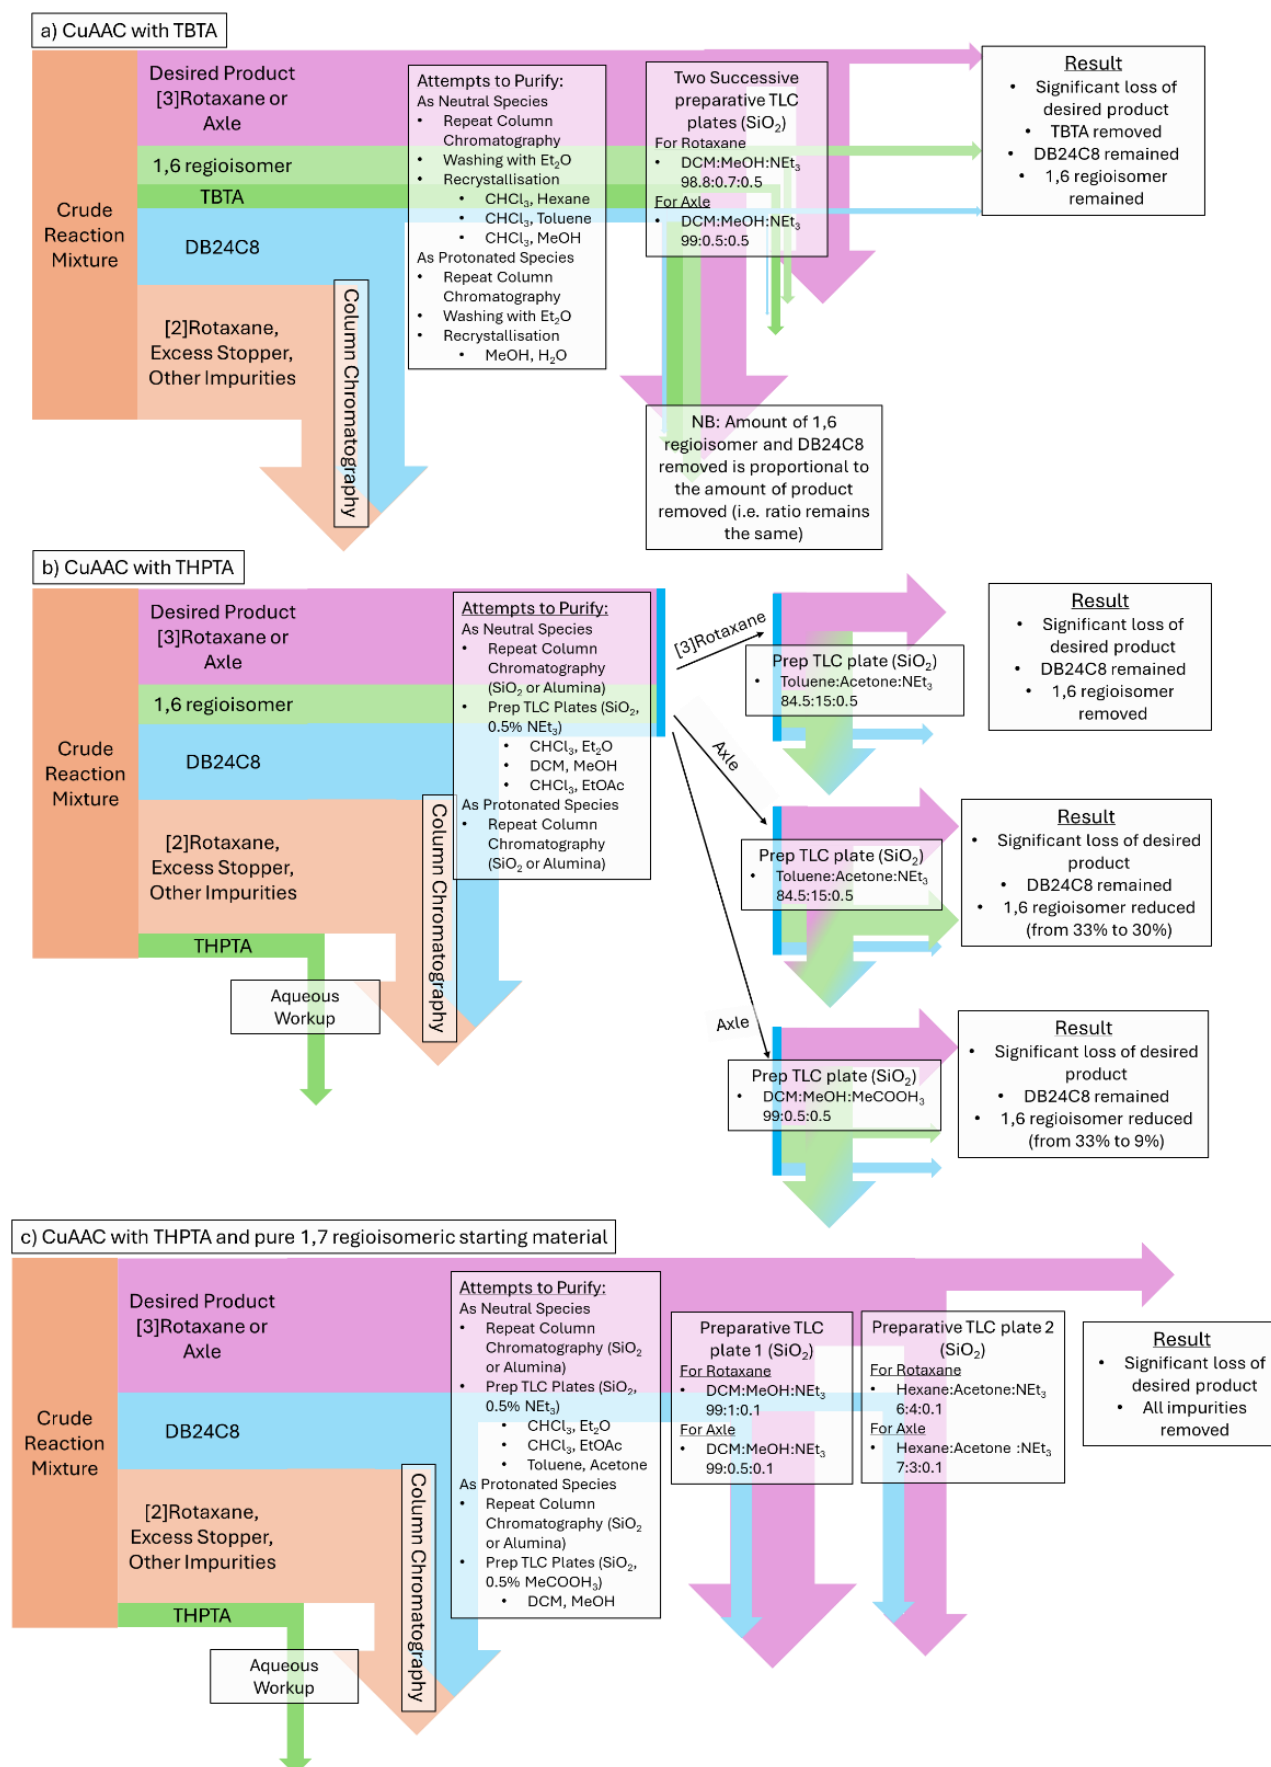 a) CuAAC with TBTA
Crude
Reaction
Mixture
Desired Product
[3]Rotaxane or
Axle
1,6 regioisomer
TBTA
DB24C8
[2]Rotaxane,
Excess Stopper,
Other Impurities
Column Chromatography
Attempts to Purify:
As Neutral Species
• Repeat Column
Chromatography
• Washing with Et₂O
• Recrystallisation
• CHCl₃, Hexane
• CHCl₃, Toluene
• CHCl₃, MeOH
As Protonated Species
• Repeat Column
Chromatography
• Washing with Et₂O
• Recrystallisation
• MeOH, H₂O
Two Successive
preparative TLC
plates (SiO₂)
For Rotaxane
• DCM:MeOH:NEt₃
98.8:0.7:0.5
For Axle
• DCM:MeOH:NEt₃
99:0.5:0.5
NB: Amount of 1,6
regioisomer and DB24C8
removed is proportional to
the amount of product
removed (i.e. ratio remains
the same)
Result
• Significant loss of
desired product
• TBTA removed
• DB24C8 remained
• 1,6 regioisomer
remained
b) CuAAC with THPTA
Crude
Reaction
Mixture
Desired Product
[3]Rotaxane or
Axle
1,6 regioisomer
DB24C8
[2]Rotaxane,
Excess Stopper,
Other Impurities
THPTA
Aqueous
Workup
Column Chromatography
Attempts to Purify:
As Neutral Species
• Repeat Column
Chromatography
(SiO₂ or Alumina)
• Prep TLC Plates (SiO₂,
0.5% NEt₃)
• CHCl₃, Et₂O
• DCM, MeOH
• CHCl₃, EtOAc
As Protonated Species
• Repeat Column
Chromatography
(SiO₂ or Alumina)
[3]Rotaxane
Prep TLC plate (SiO₂)
• Toluene:Acetone:NEt₃
84.5:15:0.5
Result
• Significant loss of
desired product
• DB24C8 remained
• 1,6 regioisomer
removed
Axle
Prep TLC plate (SiO₂)
• Toluene:Acetone:NEt₃
84.5:15:0.5
Result
• Significant loss of desired
product
• DB24C8 remained
• 1,6 regioisomer reduced
(from 33% to 30%)
Axle
Prep TLC plate (SiO₂)
• DCM:MeOH:MeCOOH₃
99:0.5:0.5
Result
• Significant loss of desired
product
• DB24C8 remained
• 1,6 regioisomer reduced
(from 33% to 9%)
c) CuAAC with THPTA and pure 1,7 regioisomeric starting material
Crude
Reaction
Mixture
Desired Product
[3]Rotaxane or
Axle
DB24C8
[2]Rotaxane,
Excess Stopper,
Other Impurities
THPTA
Aqueous
Workup
Column Chromatography
Attempts to Purify:
As Neutral Species
• Repeat Column
Chromatography (SiO₂
or Alumina)
• Prep TLC Plates (SiO₂,
0.5% NEt₃)
• CHCl₃, Et₂O
• CHCl₃, EtOAc
• Toluene, Acetone
As Protonated Species
• Repeat Column
Chromatography (SiO₂
or Alumina)
• Prep TLC Plates (SiO₂,
0.5% MeCOOH₃)
• DCM, MeOH
Preparative TLC
plate 1 (SiO₂)
For Rotaxane
• DCM:MeOH:NEt₃
99:1:0.1
For Axle
• DCM:MeOH:NEt₃
99:0.5:0.1
Preparative TLC plate 2
(SiO₂)
For Rotaxane
• Hexane:Acetone:NEt₃
6:4:0.1
For Axle
• Hexane:Acetone :NEt₃
7:3:0.1
Result
• Significant loss of
desired product
• All impurities
removed